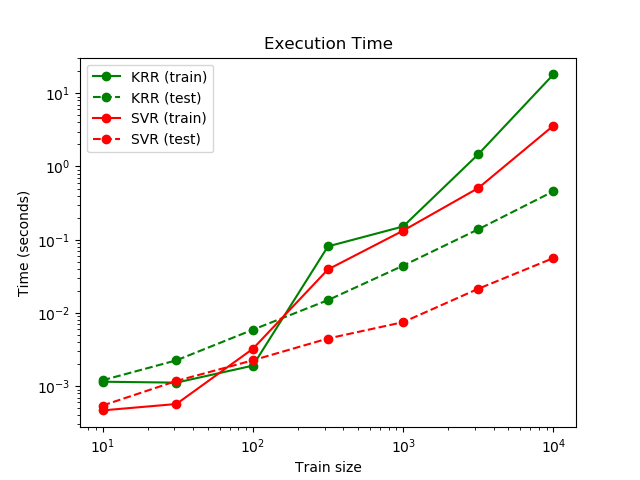 Execution Time
KRR (train)
KRR (test)
SVR (train)
SVR (test)
Time (seconds)
10¹
10⁰
10⁻¹
10⁻²
10⁻³
10¹
10²
10³
10⁴
Train size